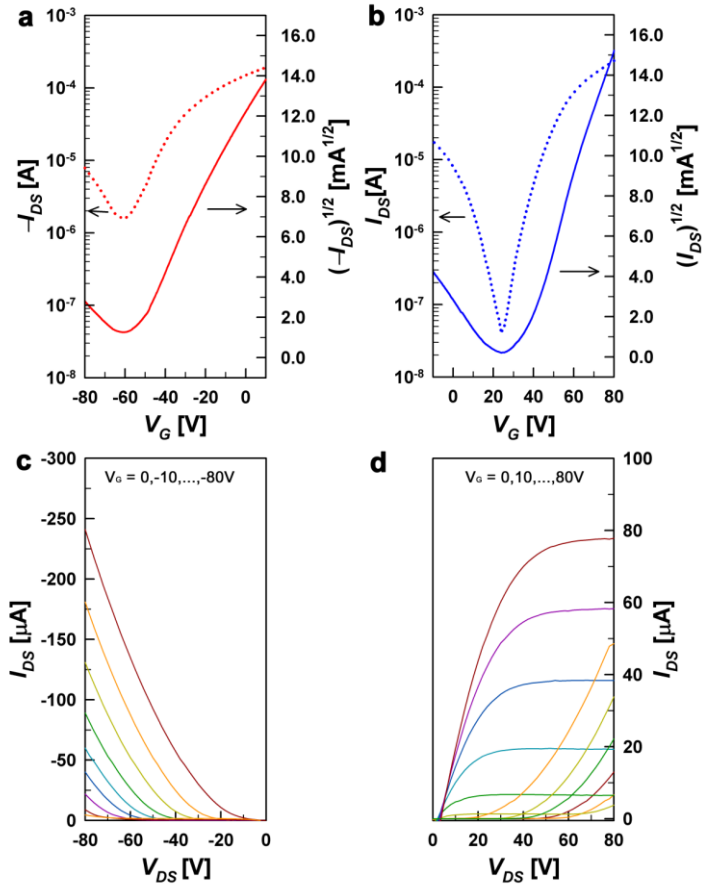 a
10⁻³
10⁻⁴
10⁻⁵
10⁻⁶
10⁻⁷
10⁻⁸
–I_DS [A]
16.0
14.0
12.0
10.0
8.0
6.0
4.0
2.0
0.0
(–I_DS)^1/2 [mA^1/2]
-80 -60 -40 -20 0
V_G [V]
b
10⁻³
10⁻⁴
10⁻⁵
10⁻⁶
10⁻⁷
10⁻⁸
I_DS [A]
16.0
14.0
12.0
10.0
8.0
6.0
4.0
2.0
0.0
(I_DS)^1/2 [mA^1/2]
0 20 40 60 80
V_G [V]
c
V_G = 0,-10,...,-80V
-300
-250
-200
-150
-100
-50
0
I_DS [μA]
-80 -60 -40 -20 0
V_DS [V]
d
V_G = 0,10,...,80V
100
80
60
40
20
0
I_DS [μA]
0 20 40 60 80
V_DS [V]